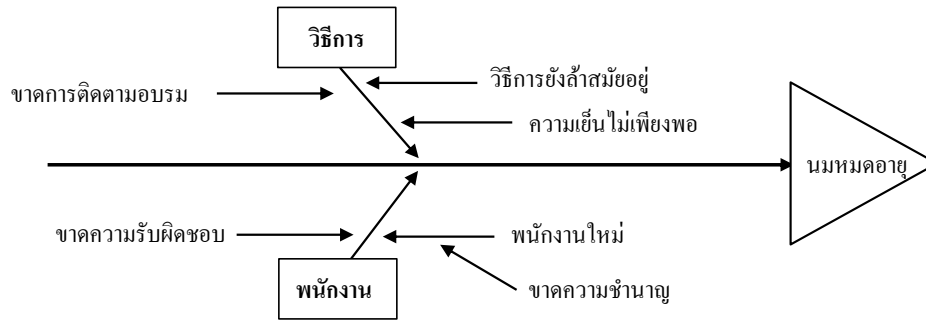 วิธีการ
วิธีการยังล้าสมัยอยู่
ขาดการติดตามอบรม
ความเย็นไม่เพียงพอ
นมหมดอายุ
ขาดความรับผิดชอบ
พนักงานใหม่
พนักงาน
ขาดความชำนาญ